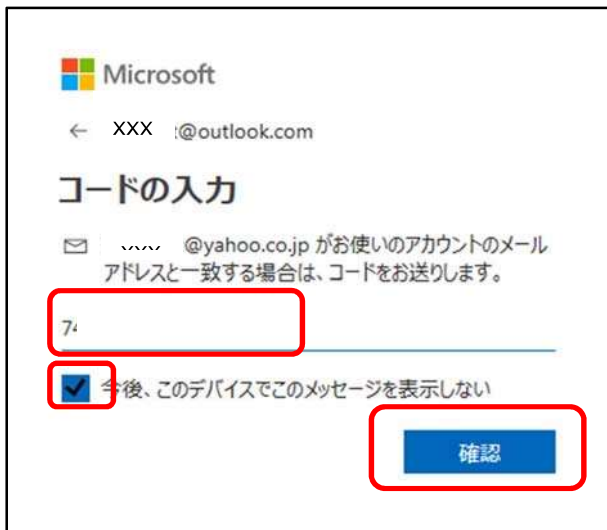 Microsoft
← XXX :@outlook.com
コードの入力
@yahoo.co.jp がお使いのアカウントのメール
アドレスと一致する場合は、コードをお送りします。
74
今後、このデバイスでこのメッセージを表示しない
確認